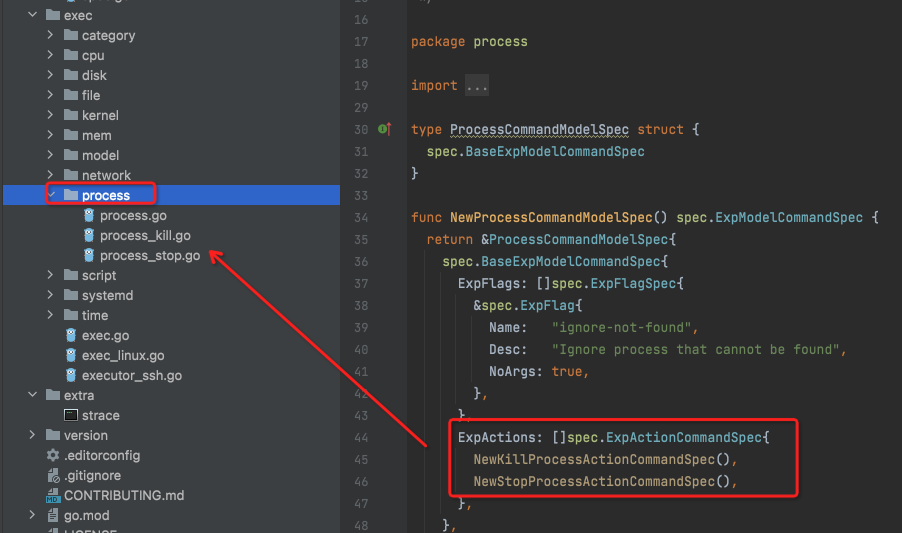 exec
category
cpu
disk
file
kernel
mem
model
network
process
process.go
process_kill.go
process_stop.go
script
systemd
time
exec.go
exec_linux.go
executor_ssh.go
extra
strace
version
.editorconfig
.gitignore
CONTRIBUTING.md
go.mod
16
17 package process
18
19 import ...
29
30 type ProcessCommandModelSpec struct {
31 spec.BaseExpModelCommandSpec
32 }
33
34 func NewProcessCommandModelSpec() spec.ExpModelCommandSpec {
35 return &ProcessCommandModelSpec{
36 spec.BaseExpModelCommandSpec{
37 ExpFlags: []spec.ExpFlagSpec{
38 &spec.ExpFlag{
39 Name: "ignore-not-found",
40 Desc: "Ignore process that cannot be found",
41 NoArgs: true,
42 },
43 },
44 ExpActions: []spec.ExpActionCommandSpec{
45 NewKillProcessActionCommandSpec(),
46 NewStopProcessActionCommandSpec(),
47 },
48 },